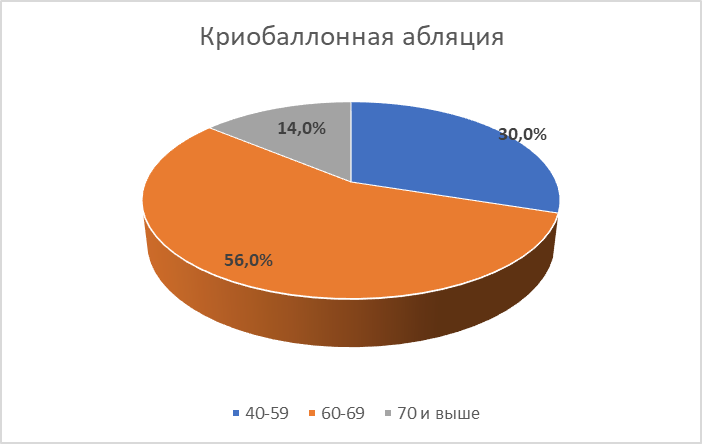 Криобаллонная абляция
14,0%
30,0%
56,0%
40-59 60-69 70 и выше